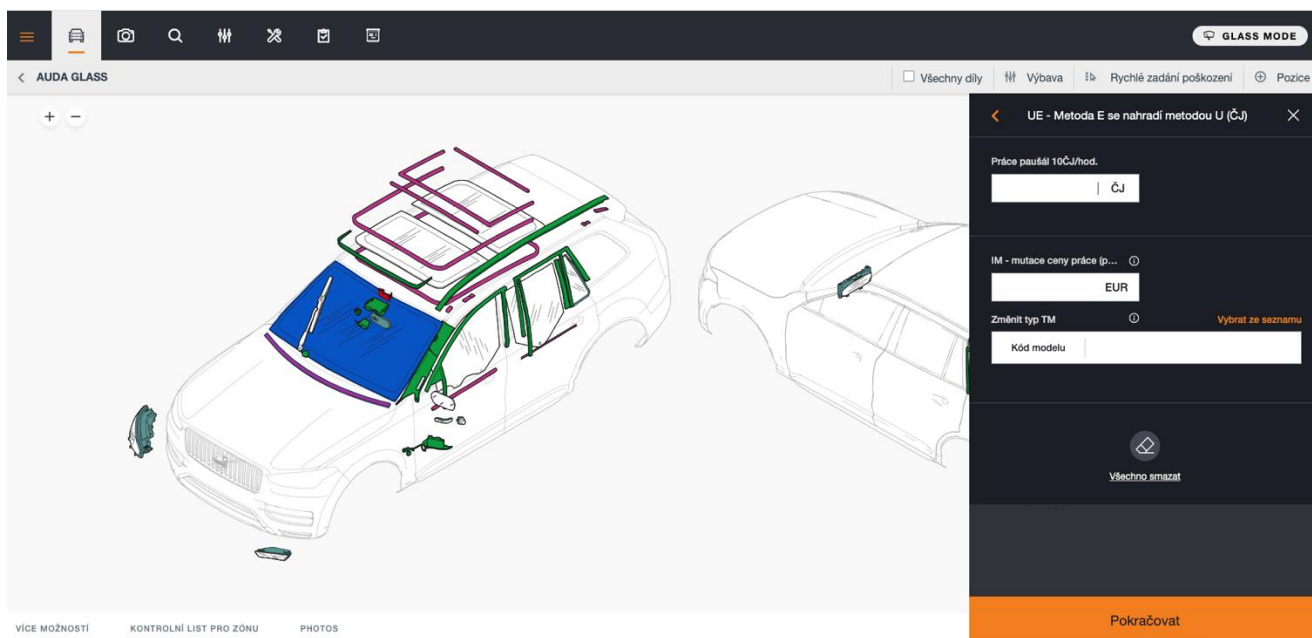 GLASS MODE
AUDA GLASS
Všechny díly
Výbava
Rychlé zadání poškození
Pozice
UE - Metoda E se nahradí metodou U (ČJ)
Práce paušál 10ČJ/hod.
ČJ
IM - mutace ceny práce (p...
EUR
Změnit typ TM
Vybrat ze seznamu
Kód modelu
Všechno smazat
Pokračovat
VÍCE MOŽNOSTÍ
KONTROLNÍ LIST PRO ZÓNU
PHOTOS